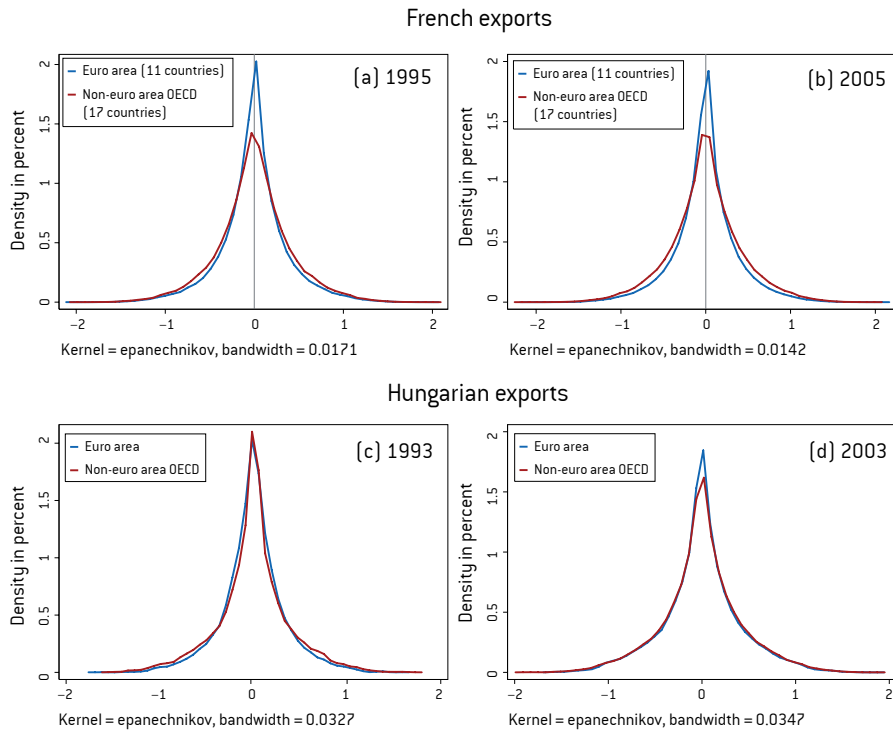 French exports
Density in percent
2
1.5
1
0.5
0
Euro area (11 countries)
Non-euro area OECD
(17 countries)
(a) 1995
−2
−1
0
1
2
Kernel = epanechnikov, bandwidth = 0.0171
Density in percent
2
1.5
1
0.5
0
Euro area (11 countries)
Non-euro area OECD
(17 countries)
(b) 2005
−2
−1
0
1
2
Kernel = epanechnikov, bandwidth = 0.0142
Hungarian exports
Density in percent
2
1.5
1
0.5
0
Euro area
Non-euro area OECD
(c) 1993
−2
−1
0
1
2
Kernel = epanechnikov, bandwidth = 0.0327
Density in percent
2
1.5
1
0.5
0
Euro area
Non-euro area OECD
(d) 2003
−2
−1
0
1
2
Kernel = epanechnikov, bandwidth = 0.0347